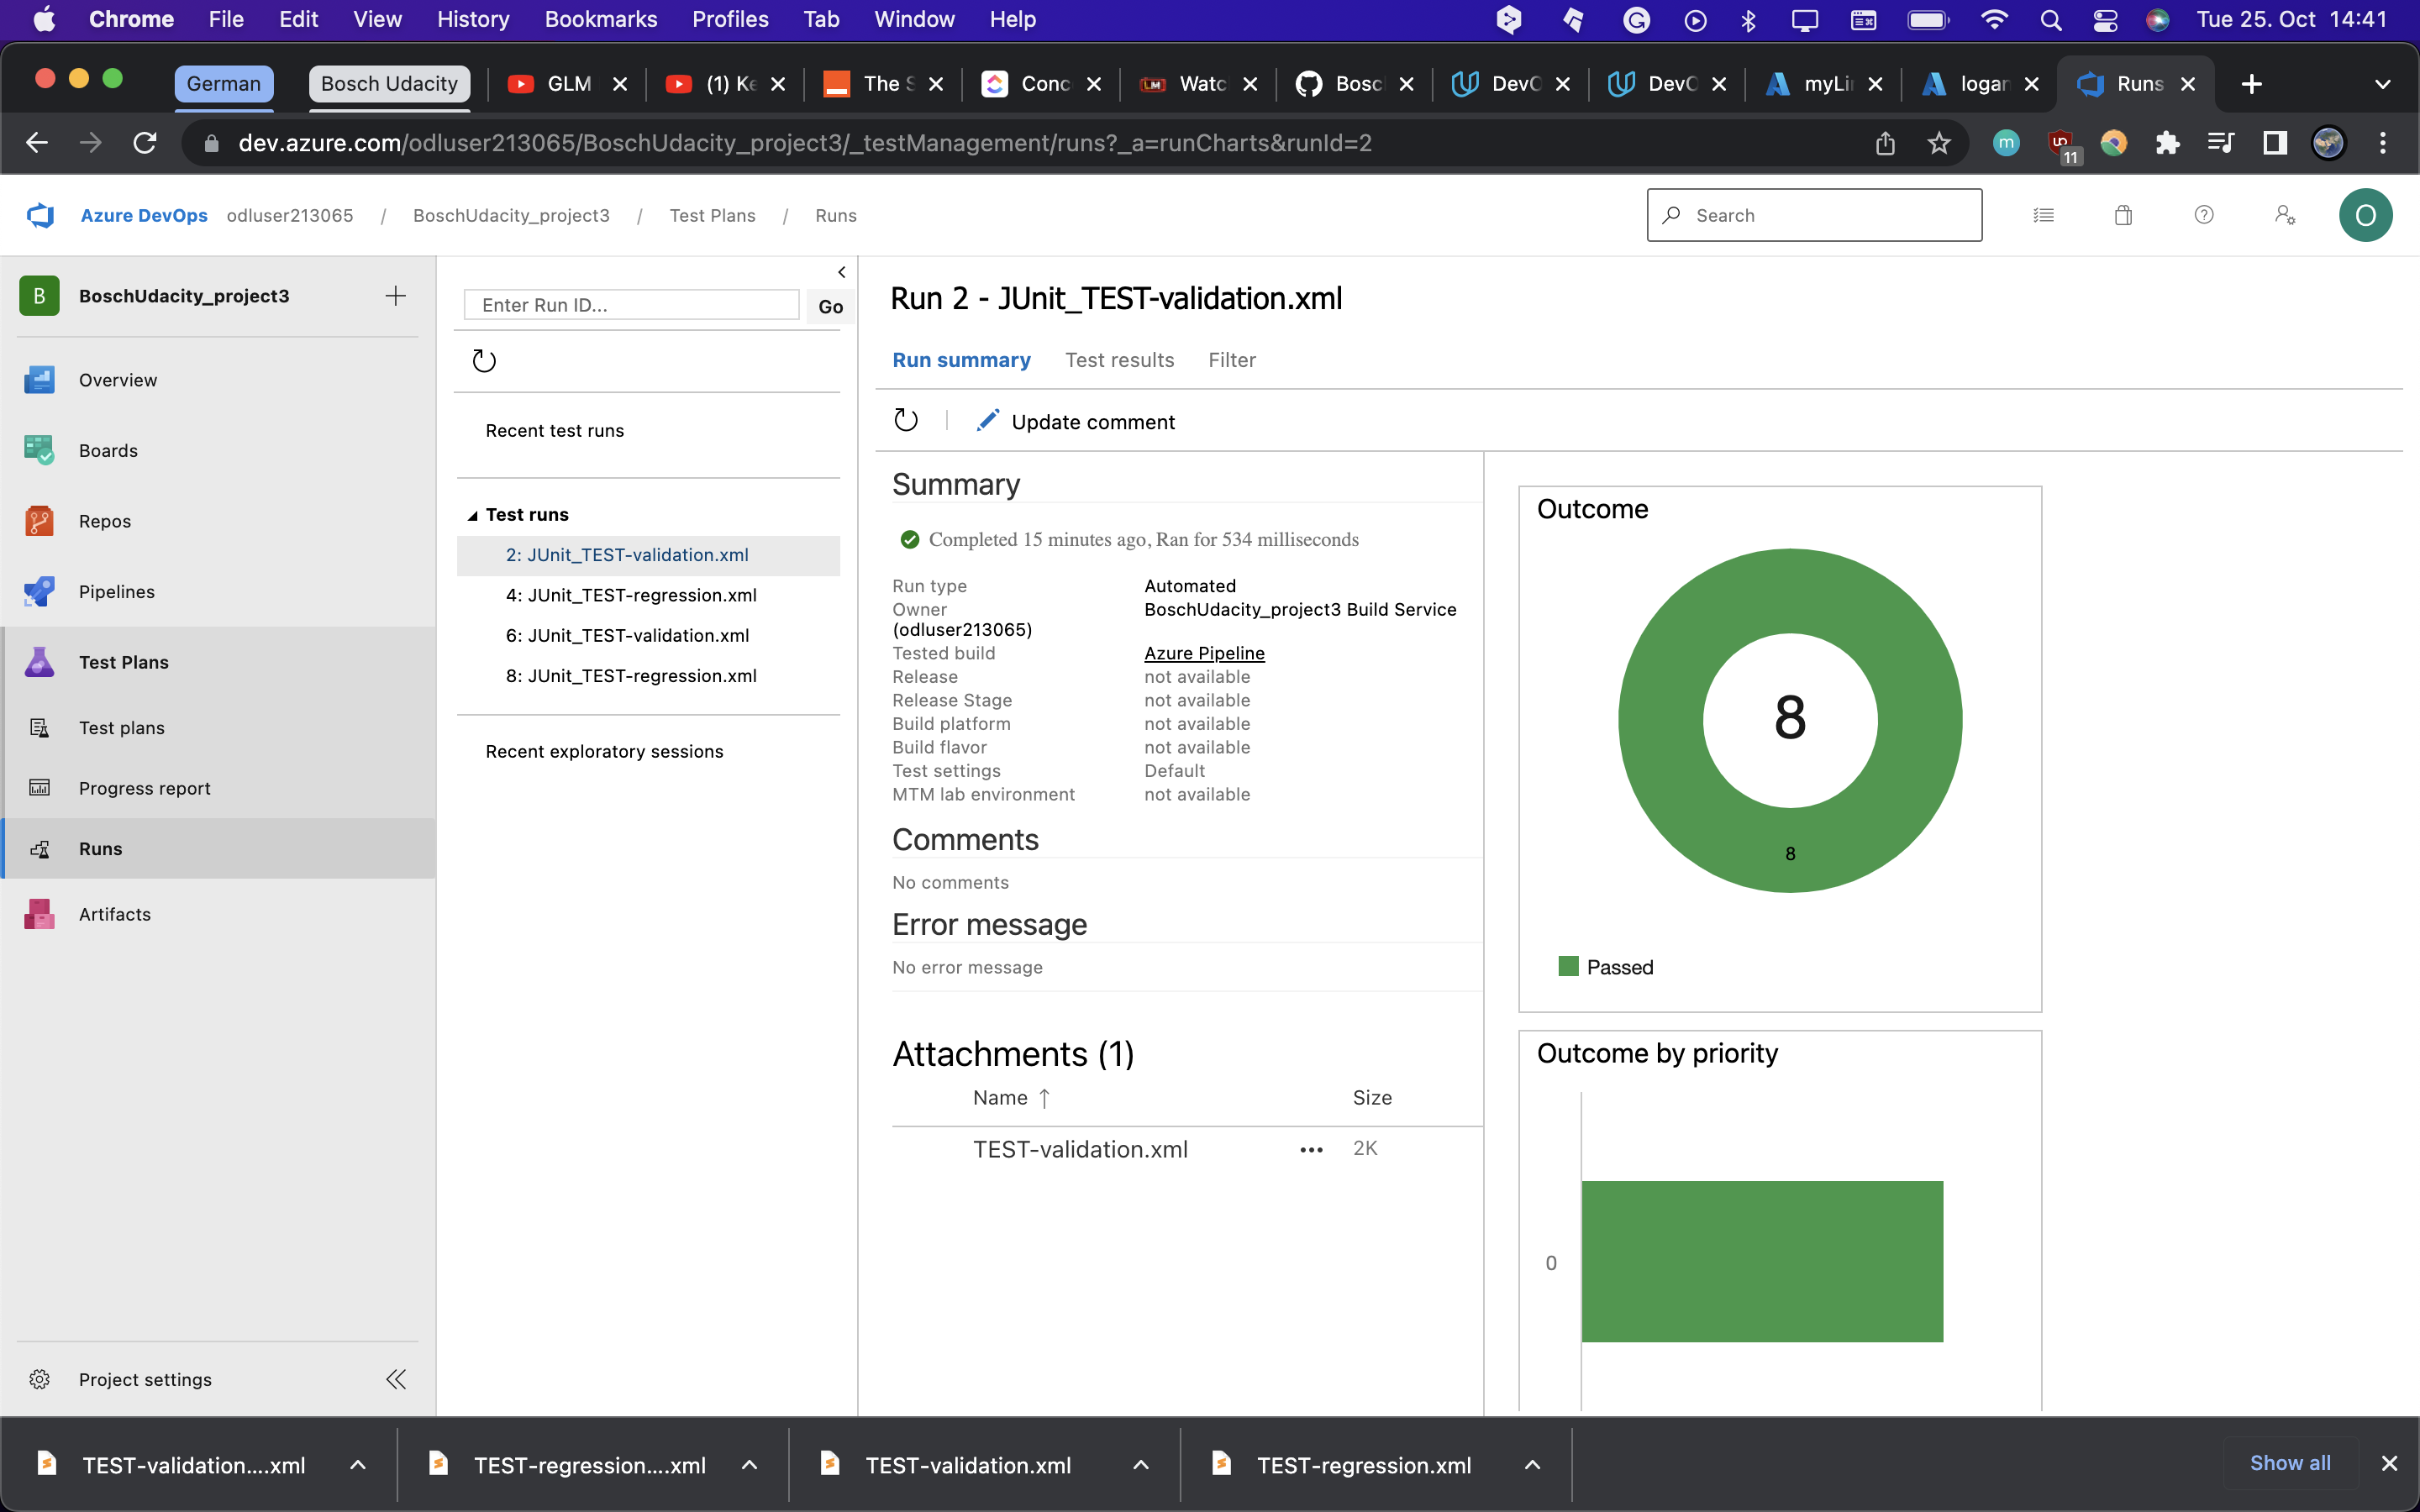 Chrome File Edit View History Bookmarks Profiles Tab Window Help Tue 25. Oct 14:41
German Bosch Udacity GLM (1) Ke The S Conc Watc Bosc DevO DevO myLi logan Runs
dev.azure.com/odluser213065/BoschUdacity_project3/_testManagement/runs?_a=runCharts&runId=2 m 11
Azure DevOps odluser213065 / BoschUdacity_project3 / Test Plans / Runs Search O
B BoschUdacity_project3
Overview
Boards
Repos
Pipelines
Test Plans
Test plans
Progress report
Runs
Artifacts
Project settings
Enter Run ID... Go
Recent test runs
Test runs
2: JUnit_TEST-validation.xml
4: JUnit_TEST-regression.xml
6: JUnit_TEST-validation.xml
8: JUnit_TEST-regression.xml
Recent exploratory sessions
Run 2 - JUnit_TEST-validation.xml
Run summary Test results Filter
Update comment
Summary
Completed 15 minutes ago, Ran for 534 milliseconds
Run type Automated
Owner BoschUdacity_project3 Build Service
(odluser213065)
Tested build Azure Pipeline
Release not available
Release Stage not available
Build platform not available
Build flavor not available
Test settings Default
MTM lab environment not available
Comments
No comments
Error message
No error message
Attachments (1)
Name ↑ Size
TEST-validation.xml ••• 2K
Outcome
8
8
Passed
Outcome by priority
0
TEST-validation....xml TEST-regression....xml TEST-validation.xml TEST-regression.xml Show all